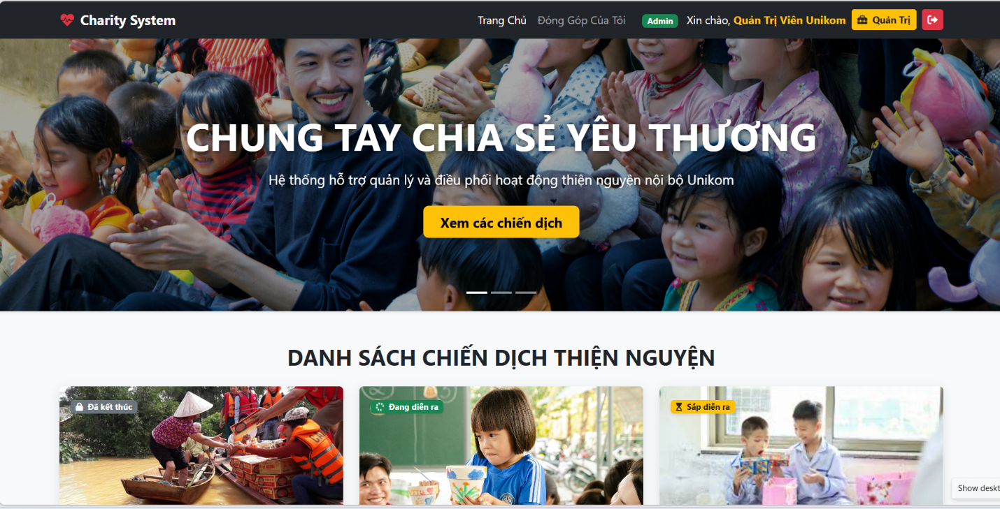 Charity System
Trang Chủ Đóng Góp Của Tôi Admin Xin chào, Quản Trị Viên Unikom Quản Trị
CHUNG TAY CHIA SẺ YÊU THƯƠNG
Hệ thống hỗ trợ quản lý và điều phối hoạt động thiện nguyện nội bộ Unikom
Xem các chiến dịch
DANH SÁCH CHIẾN DỊCH THIỆN NGUYỆN
Đã kết thúc
Đang diễn ra
Sắp diễn ra
Show deskt